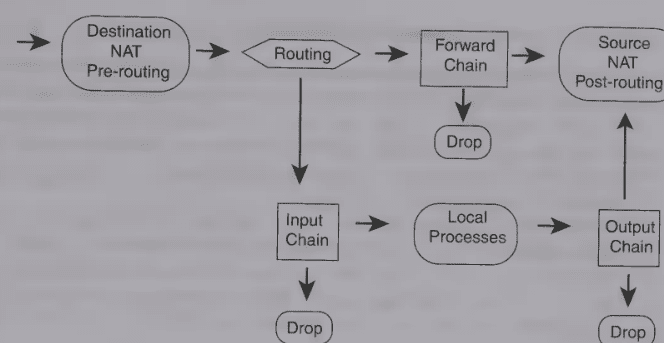 Destination
NAT
Pre-routing
Routing
Forward
Chain
Source
NAT
Post-routing
Drop
Input
Chain
Local
Processes
Output
Chain
Drop
Drop